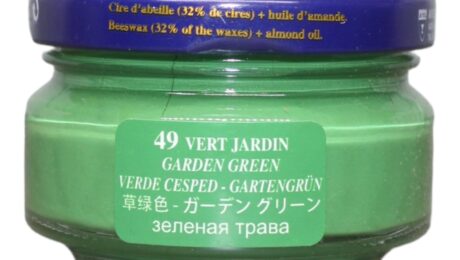 Cire d'abeille (32% de cires) + huile d'amande.
Beeswax (32% of the waxes) + almond oil.
49 VERT JARDIN
GARDEN GREEN
VERDE CESPED - GARTENGRÜN
草绿色 - ガーデン グリーン
зеленая трава